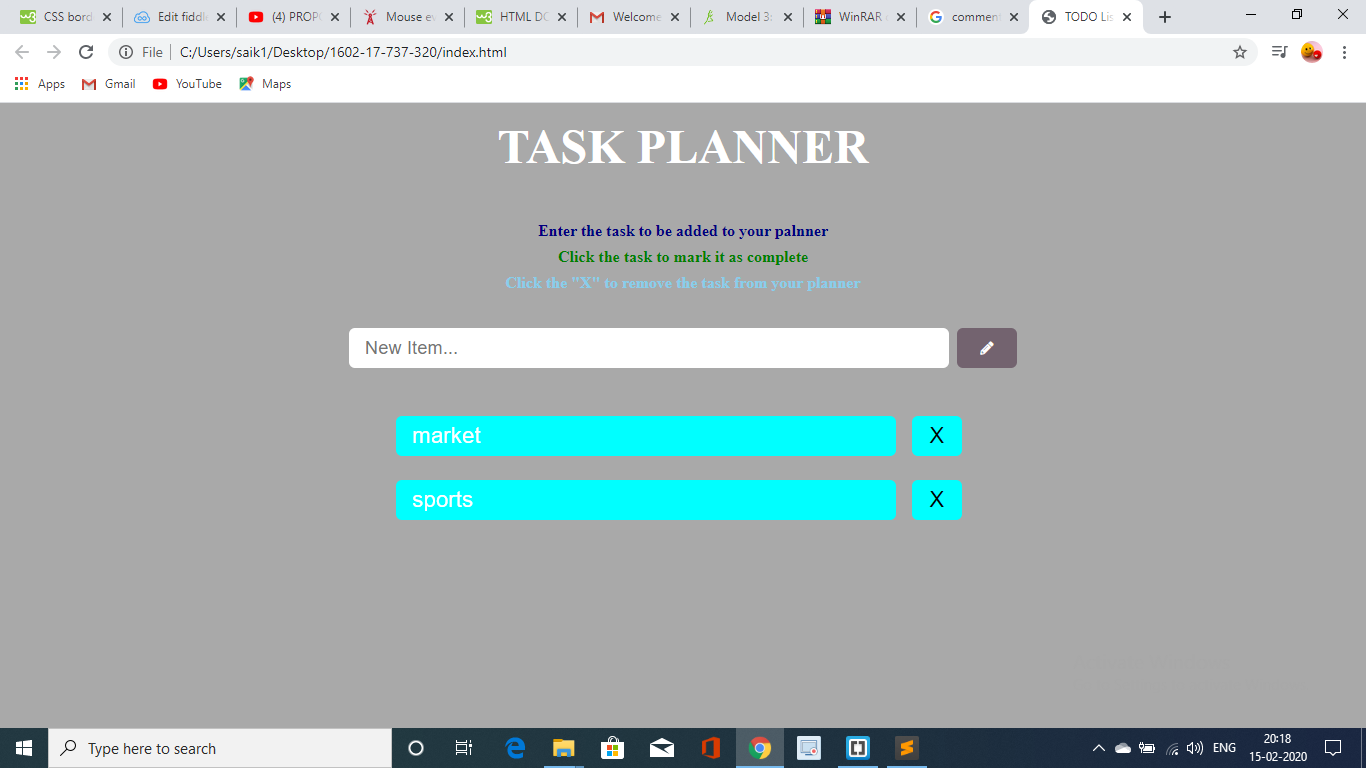 CSS bord
Edit fiddl
(4) PROP
Mouse ev
HTML DO
Welcome
Model 3:
WinRAR
comment
TODO Lis
File
C:/Users/saik1/Desktop/1602-17-737-320/index.html
Apps
Gmail
YouTube
Maps
TASK PLANNER
Enter the task to be added to your palnner
Click the task to mark it as complete
Click the "X" to remove the task from your planner
New Item...
market X
sports X
Type here to search
ENG
20:18
15-02-2020